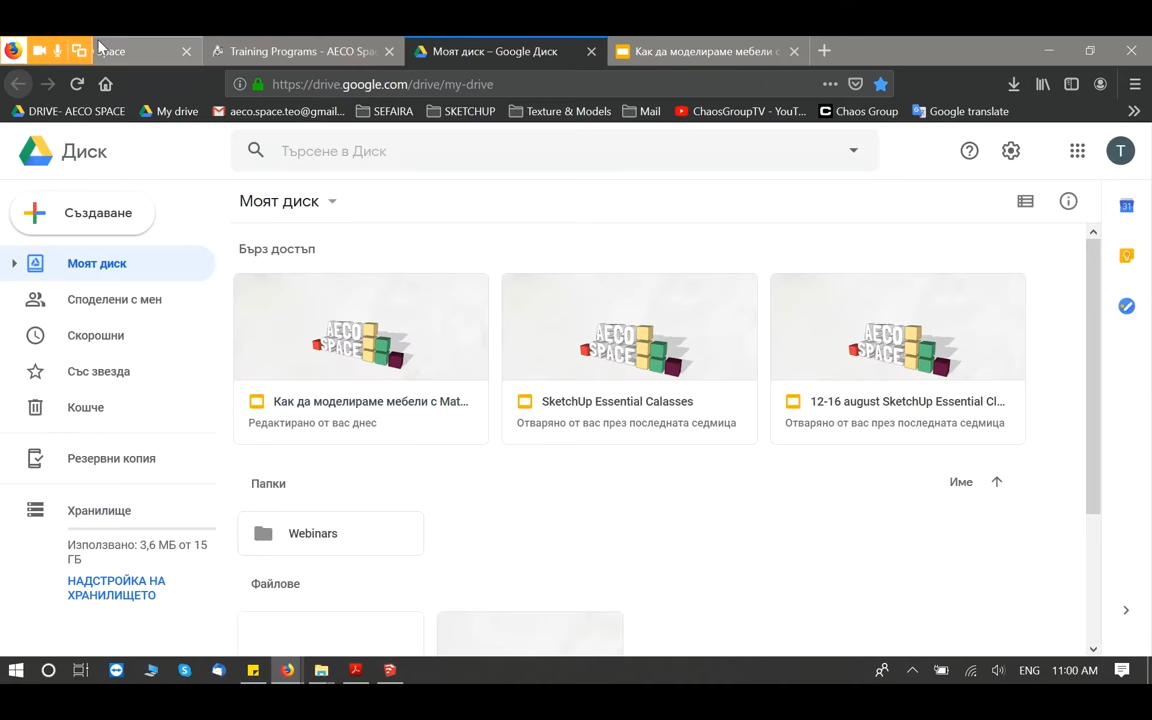 Space
Training Programs - AECO Spa
Моят диск – Google Диск
Как да моделираме мебели с
https://drive.google.com/drive/my-drive
DRIVE- AECO SPACE
My drive
aeco.space.teo@gmail...
SEFAIRA
SKETCHUP
Texture & Models
Mail
ChaosGroupTV - YouT...
Chaos Group
Google translate
Диск
Търсене в Диск
T
Създаване
Моят диск
31
Моят диск
Споделени с мен
Скорошни
Със звезда
Кошче
Резервни копия
Хранилище
Използвано: 3,6 МБ от 15
ГБ
НАДСТРОЙКА НА
ХРАНИЛИЩЕТО
Бърз достъп
AECO
SPACE
AECO
SPACE
AECO
SPACE
Как да моделираме мебели с Mat...
Редактирано от вас днес
SketchUp Essential Calasses
Отваряно от вас през последната седмица
12-16 august SketchUp Essential Cl...
Отваряно от вас през последната седмица
Папки
Име
Webinars
Файлове
ENG
11:00 AM